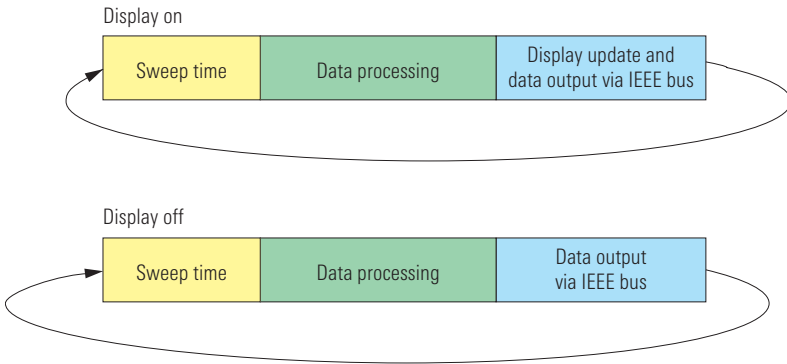 Display on
Sweep time
Data processing
Display update and
data output via IEEE bus
Display off
Sweep time
Data processing
Data output
via IEEE bus